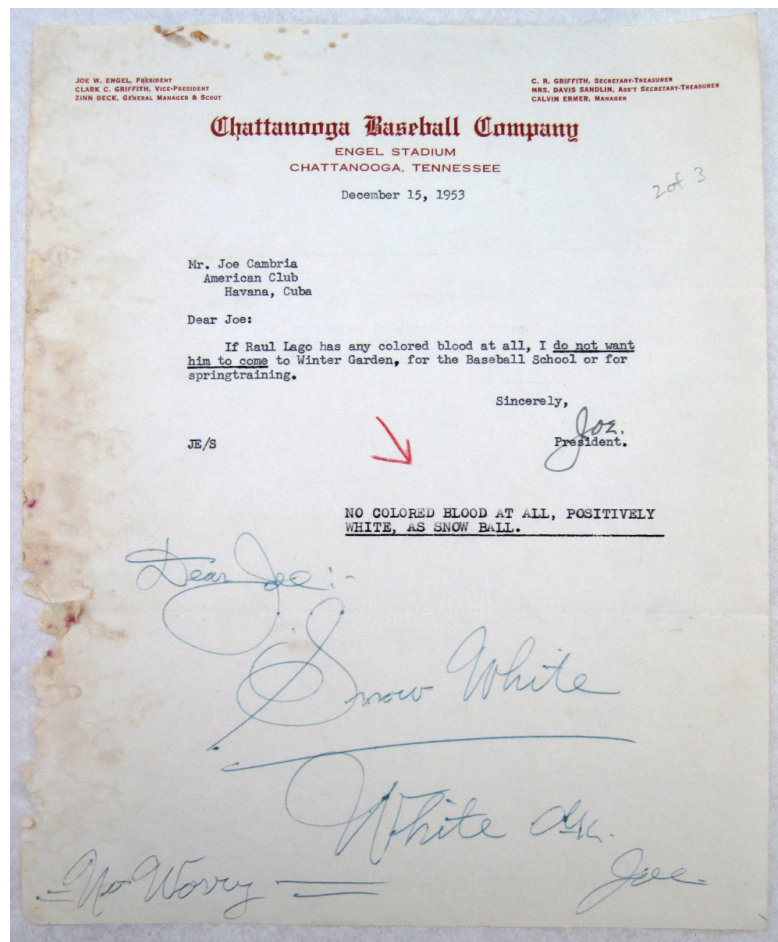 JOE W. ENGEL, PRESIDENT
CLARK C. GRIFFITH, VICE-PRESIDENT
ZINN BECK, GENERAL MANAGER & SCOUT
C. R. GRIFFITH, SECRETARY-TREASURER
MRS. DAVIS SANDLIN, ASS'T SECRETARY-TREASURER
CALVIN ERMER, MANAGER
Chattanooga Baseball Company
ENGEL STADIUM
CHATTANOOGA, TENNESSEE
December 15, 1953
2 of 3
Mr. Joe Cambria
American Club
Havana, Cuba
Dear Joe:
If Raul Lago has any colored blood at all, I do not want
him to come to Winter Garden, for the Baseball School or for
springtraining.
Sincerely,
Joe.
JE/S President.
NO COLORED BLOOD AT ALL, POSITIVELY
WHITE, AS SNOW BALL.
Dear Joe:-
Snow White
White OK.
No Worry
Joe-